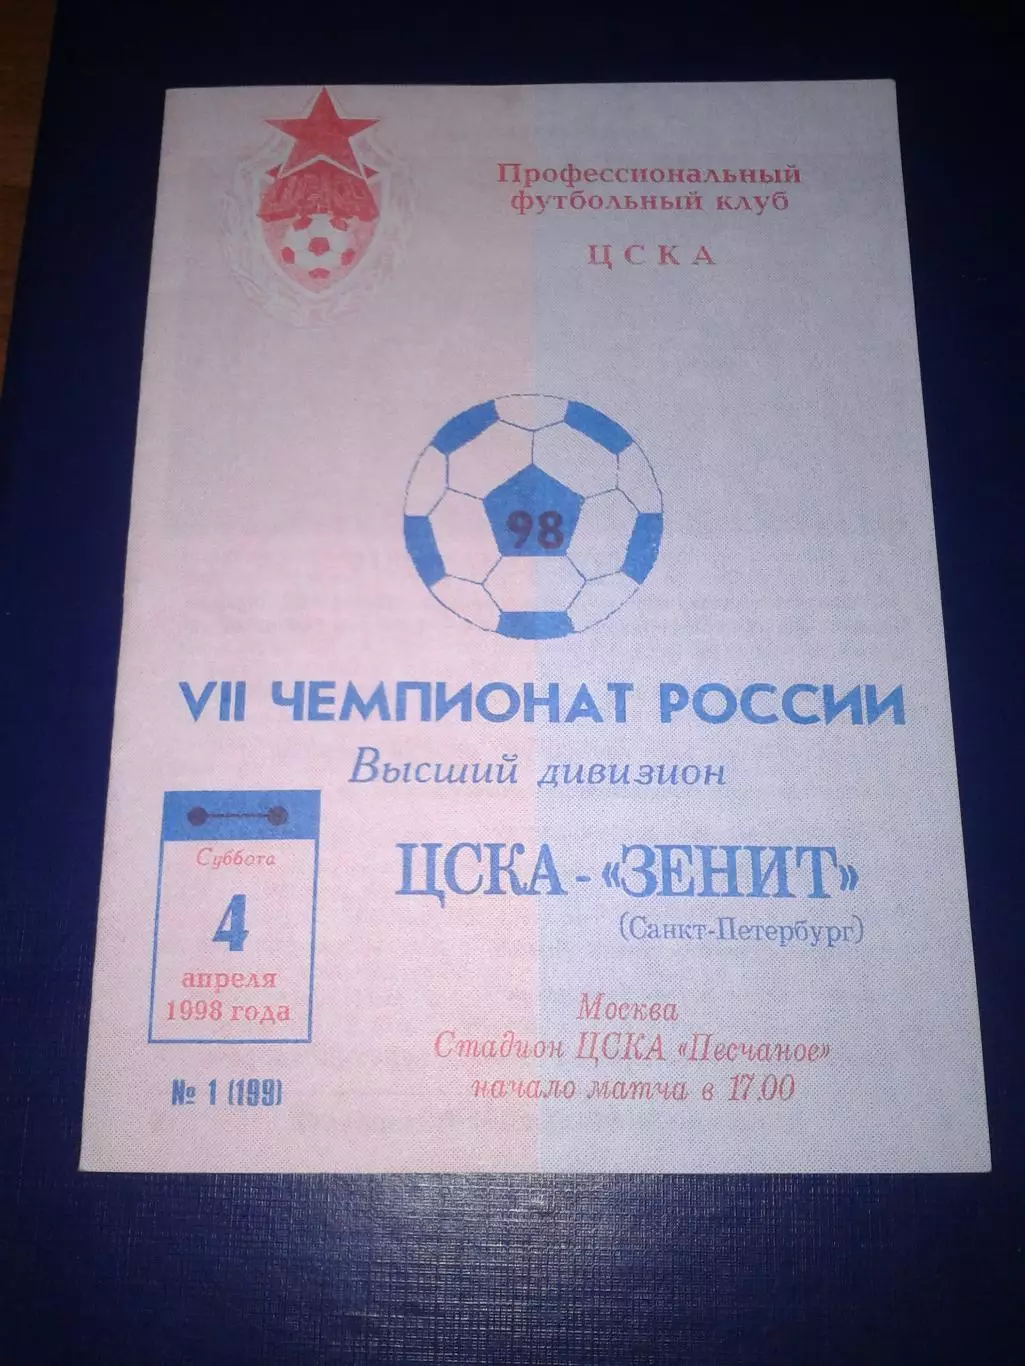 Профессиональный
футбольный клуб
ЦСКА
98
VII ЧЕМПИОНАТ РОССИИ
Высший дивизион
ЦСКА - «ЗЕНИТ»
(Санкт-Петербург)
Суббота
4
апреля
1998 года
№ 1 (199)
Москва
Стадион ЦСКА «Песчаное»
начало матча в 17.00